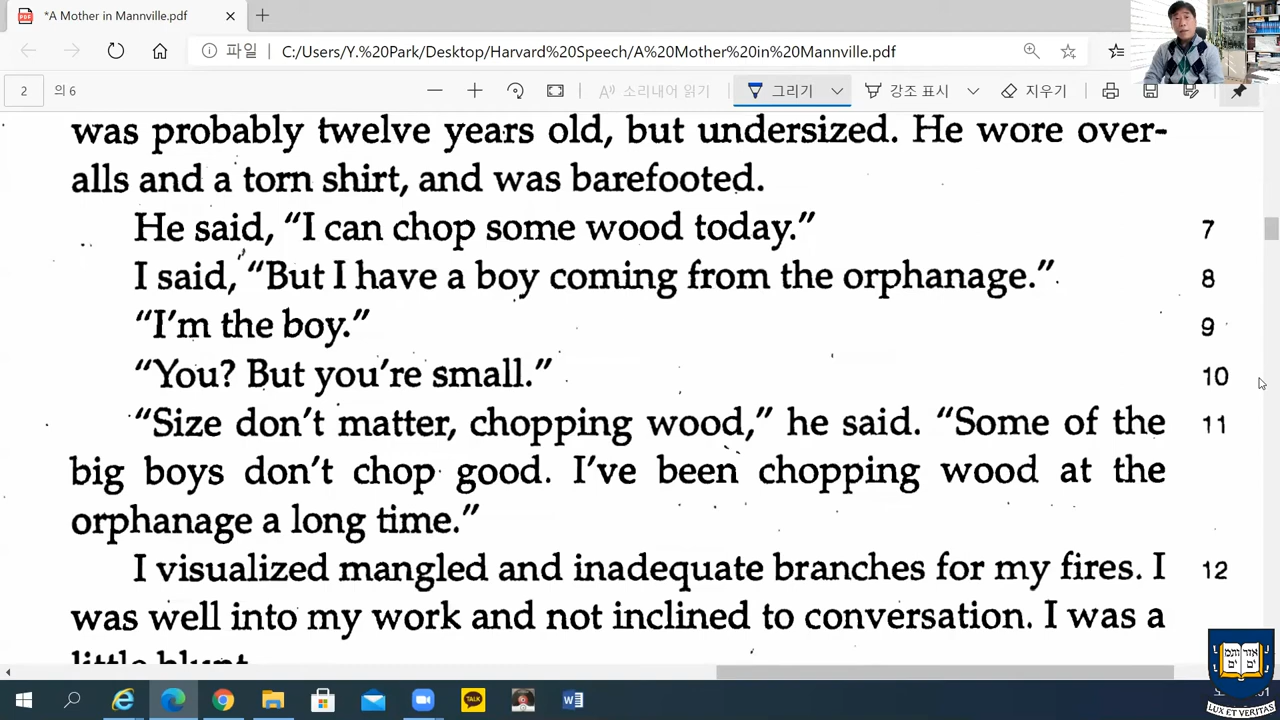 *A Mother in Mannville.pdf
파일 C:/Users/Y.%20Park/Desktop/Harvard%20Speech/A%20Mother%20in%20Mannville.pdf
2 의 6 소리내어 읽기 그리기 강조 표시 지우기
was probably twelve years old, but undersized. He wore over-
alls and a torn shirt, and was barefooted.
He said, “I can chop some wood today.” 7
I said, “But I have a boy coming from the orphanage.” 8
“I’m the boy.” 9
“You? But you’re small.” 10
“Size don’t matter, chopping wood,” he said. “Some of the 11
big boys don’t chop good. I’ve been chopping wood at the
orphanage a long time.”
I visualized mangled and inadequate branches for my fires. I 12
was well into my work and not inclined to conversation. I was a
little blunt.
TALK
LUX ET VERITAS